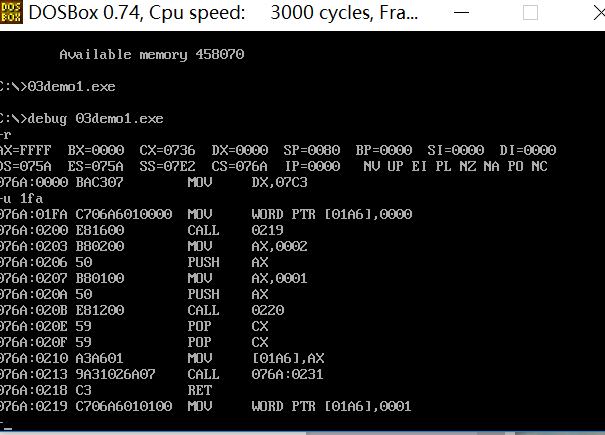 DOS BOX DOSBox 0.74, Cpu speed: 3000 cycles, Fra...
Available memory 458070
C:\>03demo1.exe
C:\>debug 03demo1.exe
-r
AX=FFFF BX=0000 CX=0736 DX=0000 SP=0080 BP=0000 SI=0000 DI=0000
DS=075A ES=075A SS=07E2 CS=076A IP=0000 NV UP EI PL NZ NA PO NC
076A:0000 BAC307 MOV DX,07C3
-u 1fa
076A:01FA C706A6010000 MOV WORD PTR [01A6],0000
076A:0200 E81600 CALL 0219
076A:0203 B80200 MOV AX,0002
076A:0206 50 PUSH AX
076A:0207 B80100 MOV AX,0001
076A:020A 50 PUSH AX
076A:020B E81200 CALL 0220
076A:020E 59 POP CX
076A:020F 59 POP CX
076A:0210 A3A601 MOV [01A6],AX
076A:0213 9A31026A07 CALL 076A:0231
076A:0218 C3 RET
076A:0219 C706A6010100 MOV WORD PTR [01A6],0001
-_